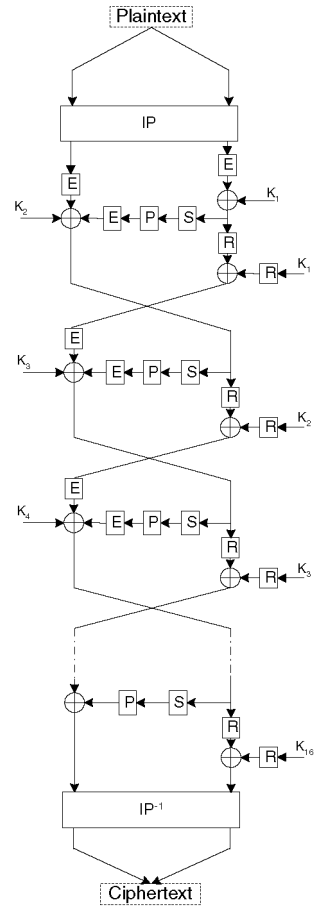 Plaintext
IP
E
E
K1
K2
E P S
R
R K1
E
K3
E P S
R
R K2
E
K4
E P S
R
R K3
P S
R
R K16
IP-1
Ciphertext